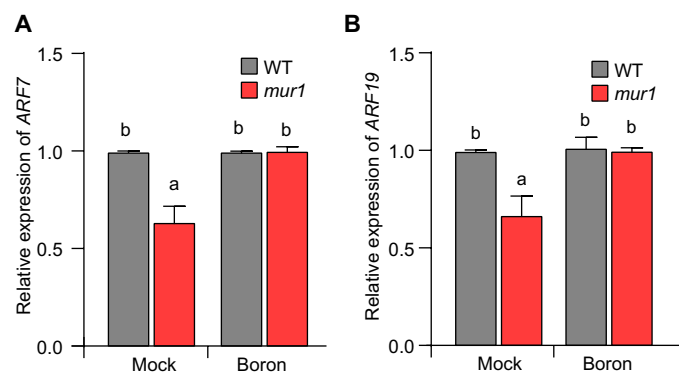 A
Relative expression of ARF7
1.5
1.0
0.5
0.0
WT
mur1
b
a
b
b
Mock
Boron
B
Relative expression of ARF19
1.5
1.0
0.5
0.0
WT
mur1
b
a
b
b
Mock
Boron